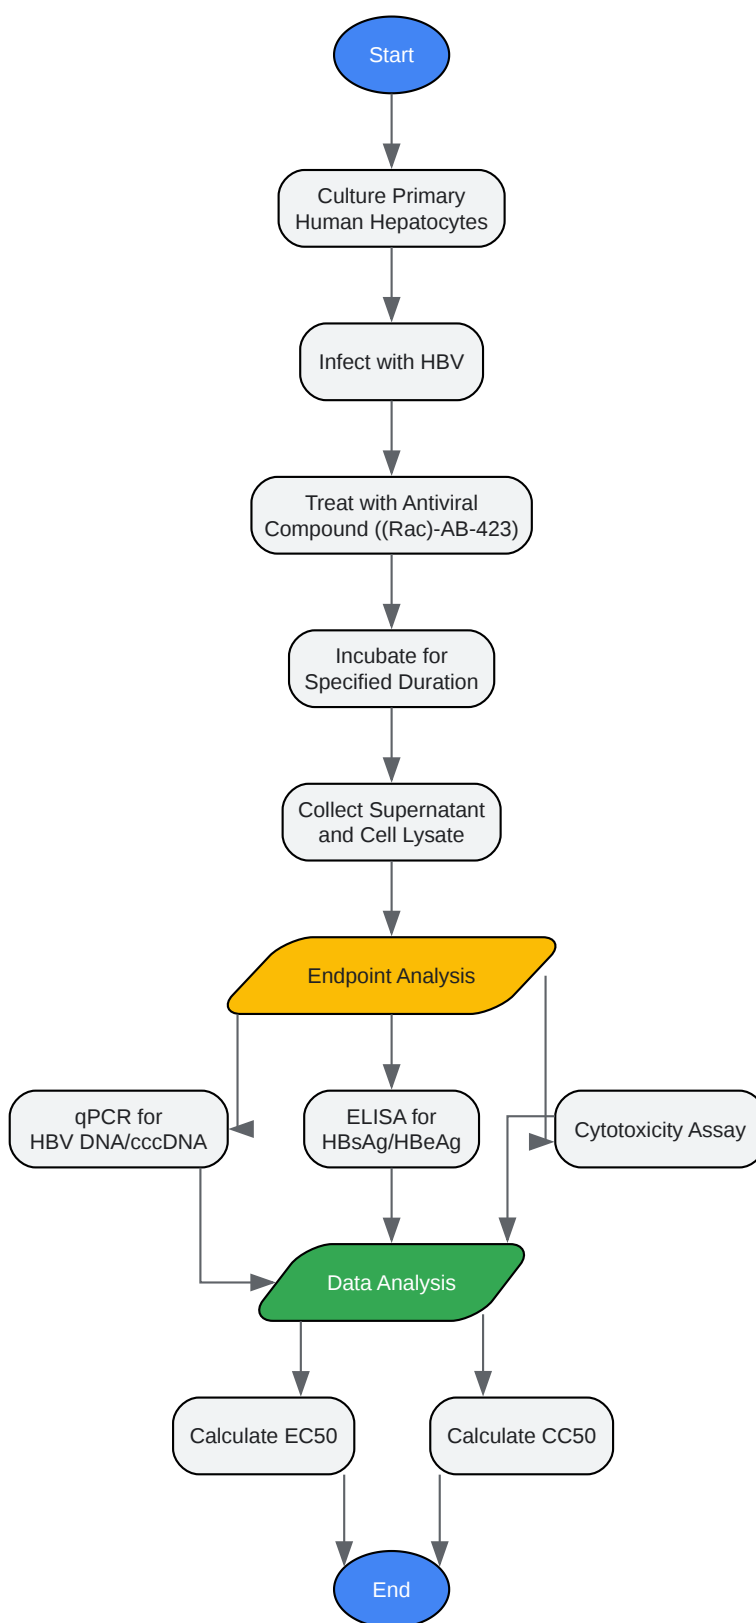 Start
Culture Primary
Human Hepatocytes
Infect with HBV
Treat with Antiviral
Compound ((Rac)-AB-423)
Incubate for
Specified Duration
Collect Supernatant
and Cell Lysate
Endpoint Analysis
qPCR for
HBV DNA/cccDNA
ELISA for
HBsAg/HBeAg
Cytotoxicity Assay
Data Analysis
Calculate EC50
Calculate CC50
End